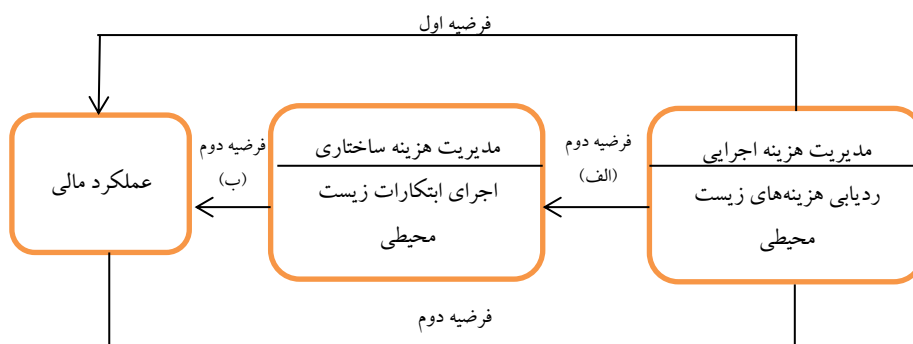 فرضیه اول
مدیریت هزینه اجرایی
ردیابی هزینه‌های زیست
محیطی
فرضیه دوم
(الف)
مدیریت هزینه ساختاری
اجرای ابتکارات زیست
محیطی
فرضیه دوم
(ب)
عملکرد مالی
فرضیه دوم